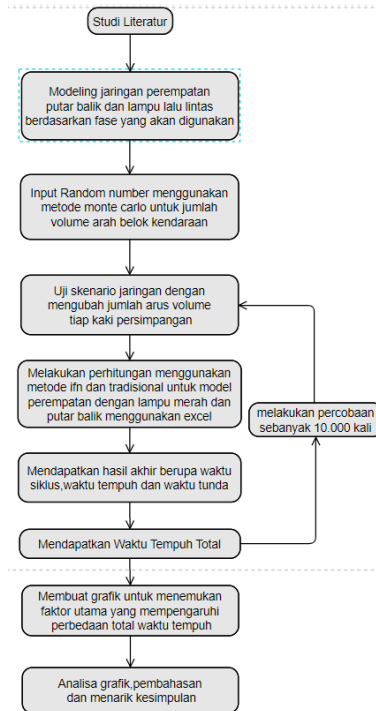 Studi Literatur
Modeling jaringan perempatan
putar balik dan lampu lalu lintas
berdasarkan fase yang akan digunakan
Input Random number menggunakan
metode monte carlo untuk jumlah
volume arah belok kendaraan
Uji skenario jaringan dengan
mengubah jumlah arus volume
tiap kaki persimpangan
Melakukan perhitungan menggunakan
metode ifn dan tradisional untuk model
perempatan dengan lampu merah dan
putar balik menggunakan excel
melakukan percobaan
sebanyak 10.000 kali
Mendapatkan hasil akhir berupa waktu
siklus,waktu tempuh dan waktu tunda
Mendapatkan Waktu Tempuh Total
Membuat grafik untuk menemukan
faktor utama yang mempengaruhi
perbedaan total waktu tempuh
Analisa grafik,pembahasan
dan menarik kesimpulan